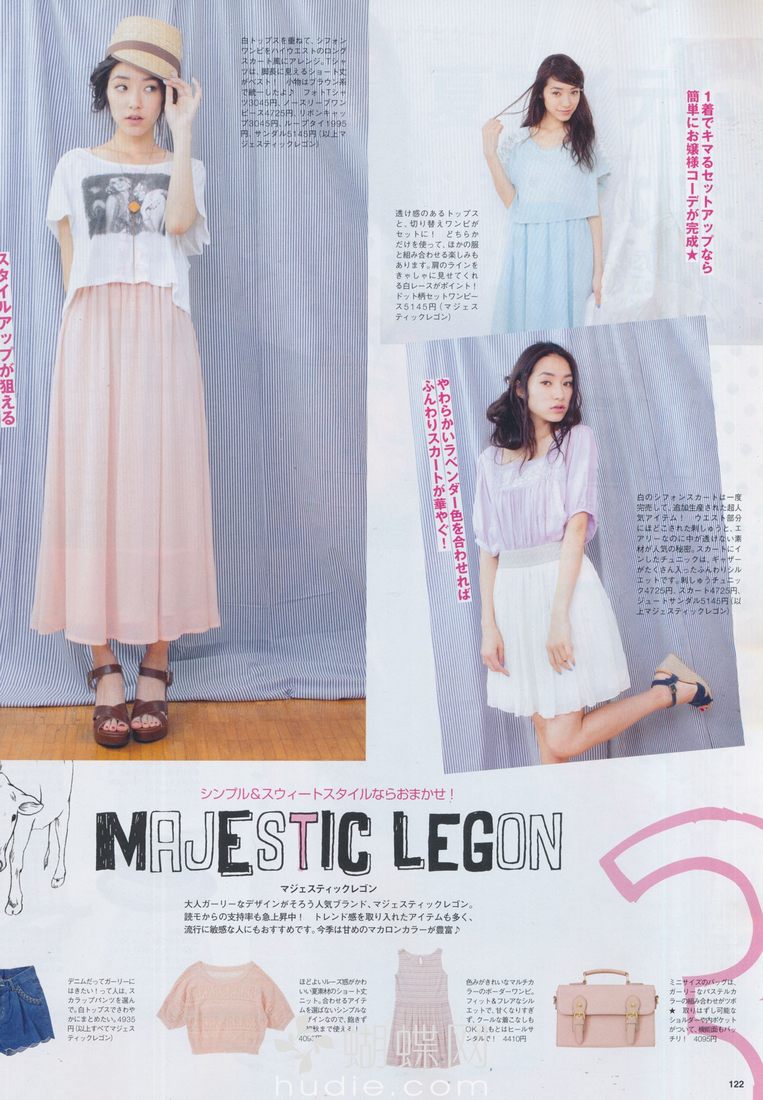 白トップスを重ねて、シフォン
ワンピをハイウエストのロング
スカート風にアレンジ。Tシャ
ツは、脚長に見えるショート丈
がベスト！ 小物はブラウン系
で統一したよ♪ フォトTシャ
ツ3045円、ノースリーブワン
ピース4725円、リボンキャッ
プ3045円、ループタイ1995
円、サンダル5145円（以上マ
ジェスティックレゴン）
スタイルアップが狙える
1着でキマるセットアップなら
簡単にお嬢様コーデが完成★
透け感のあるトップス
と、切り替えワンピが
セットに！ どちらか
だけを使って、ほかの服
と組み合わせる楽しみも
あります。肩のラインを
きゃしゃに見せてくれ
る白レースがポイント！
ドット柄セットワンピー
ス5145円（マジェステ
ィックレゴン）
やわらかいラベンダー色を合わせれば
ふんわりスカートが華やぐ！
白のシフォンスカートは一度
完売して、追加生産された超人
気アイテム！ ウエスト部分
にほどこされた刺しゅうと、エ
アリーなのに中が透けない素
材が人気の秘密。スカートにイ
ンしたチュニックは、ギャザー
がたくさん入ったふんわりシル
エットです。刺しゅうチュニッ
ク4725円、スカート4725円、
ジュートサンダル5145円（以
上マジェスティックレゴン）
シンプル&スウィートスタイルならおまかせ！
MAJESTIC LEGON
マジェスティックレゴン
大人ガーリーなデザインがそろう人気ブランド、マジェスティックレゴン。
読モからの支持率も急上昇中！ トレンド感を取り入れたアイテムも多く、
流行に敏感な人にもおすすめです。今季は甘めのマカロンカラーが豊富♪
3
デニムだってガーリーに
はきたい！って人は、ス
カラップパンツを選ん
で。白トップスでさわや
かにまとめたい。4935
円（以上すべてマジェス
ティックレゴン）
ほどよいルーズ感がかわ
いい夏素材のショート丈
ニット。合わせるアイテ
ムを選ばないシンプルな
デザインなので、飽きず
秋まで使える！
409
色みがきれいなマルチカ
ラーのボーダーワンピ。
フィット＆フレアなシル
エットで、甘くなりすぎ
ず、クールな着こなしも
OK
もとはヒールサ
ンダルで！ 4410円
ミニサイズのバッグは、
ガーリーなパステルカ
ラーの組み合わせがツボ
★ 取りはずし可能な
ショルダーや内ポケット
がついて、機能面もバッ
チリ！ 4095円
蝴蝶网
hudie.com
122